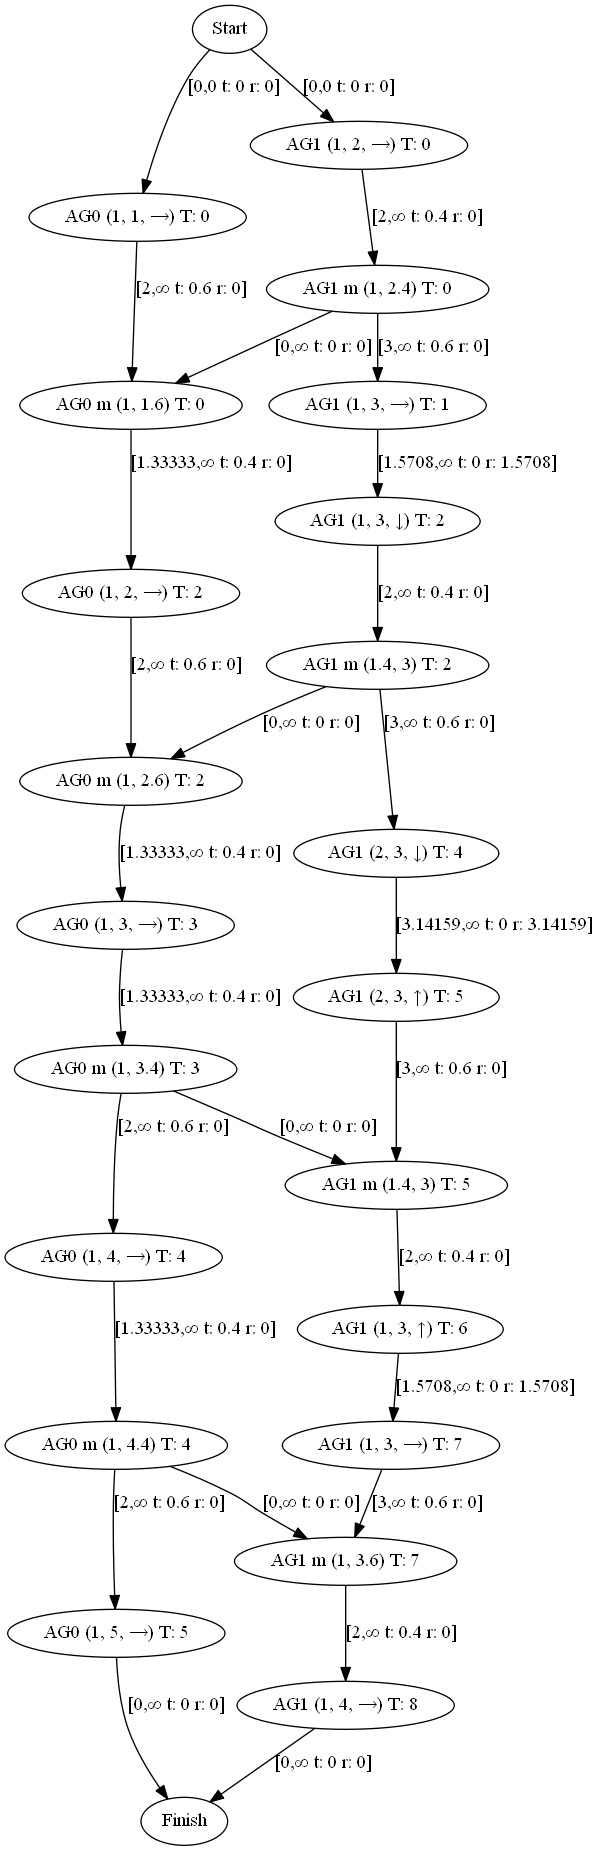 Start
[0,0 t: 0 r: 0]
[0,0 t: 0 r: 0]
AG1 (1, 2, →) T: 0
AG0 (1, 1, →) T: 0
[2,∞ t: 0.4 r: 0]
[2,∞ t: 0.6 r: 0]
AG1 m (1, 2.4) T: 0
[0,∞ t: 0 r: 0]
[3,∞ t: 0.6 r: 0]
AG0 m (1, 1.6) T: 0
AG1 (1, 3, →) T: 1
[1.33333,∞ t: 0.4 r: 0]
[1.5708,∞ t: 0 r: 1.5708]
AG1 (1, 3, ↓) T: 2
AG0 (1, 2, →) T: 2
[2,∞ t: 0.4 r: 0]
[2,∞ t: 0.6 r: 0]
AG1 m (1.4, 3) T: 2
[0,∞ t: 0 r: 0]
[3,∞ t: 0.6 r: 0]
AG0 m (1, 2.6) T: 2
[1.33333,∞ t: 0.4 r: 0]
AG1 (2, 3, ↓) T: 4
AG0 (1, 3, →) T: 3
[3.14159,∞ t: 0 r: 3.14159]
[1.33333,∞ t: 0.4 r: 0]
AG1 (2, 3, ↑) T: 5
AG0 m (1, 3.4) T: 3
[3,∞ t: 0.6 r: 0]
[2,∞ t: 0.6 r: 0]
[0,∞ t: 0 r: 0]
AG1 m (1.4, 3) T: 5
AG0 (1, 4, →) T: 4
[2,∞ t: 0.4 r: 0]
[1.33333,∞ t: 0.4 r: 0]
AG1 (1, 3, ↑) T: 6
[1.5708,∞ t: 0 r: 1.5708]
AG0 m (1, 4.4) T: 4
AG1 (1, 3, →) T: 7
[2,∞ t: 0.6 r: 0]
[0,∞ t: 0 r: 0]
[3,∞ t: 0.6 r: 0]
AG1 m (1, 3.6) T: 7
AG0 (1, 5, →) T: 5
[2,∞ t: 0.4 r: 0]
[0,∞ t: 0 r: 0]
AG1 (1, 4, →) T: 8
[0,∞ t: 0 r: 0]
Finish